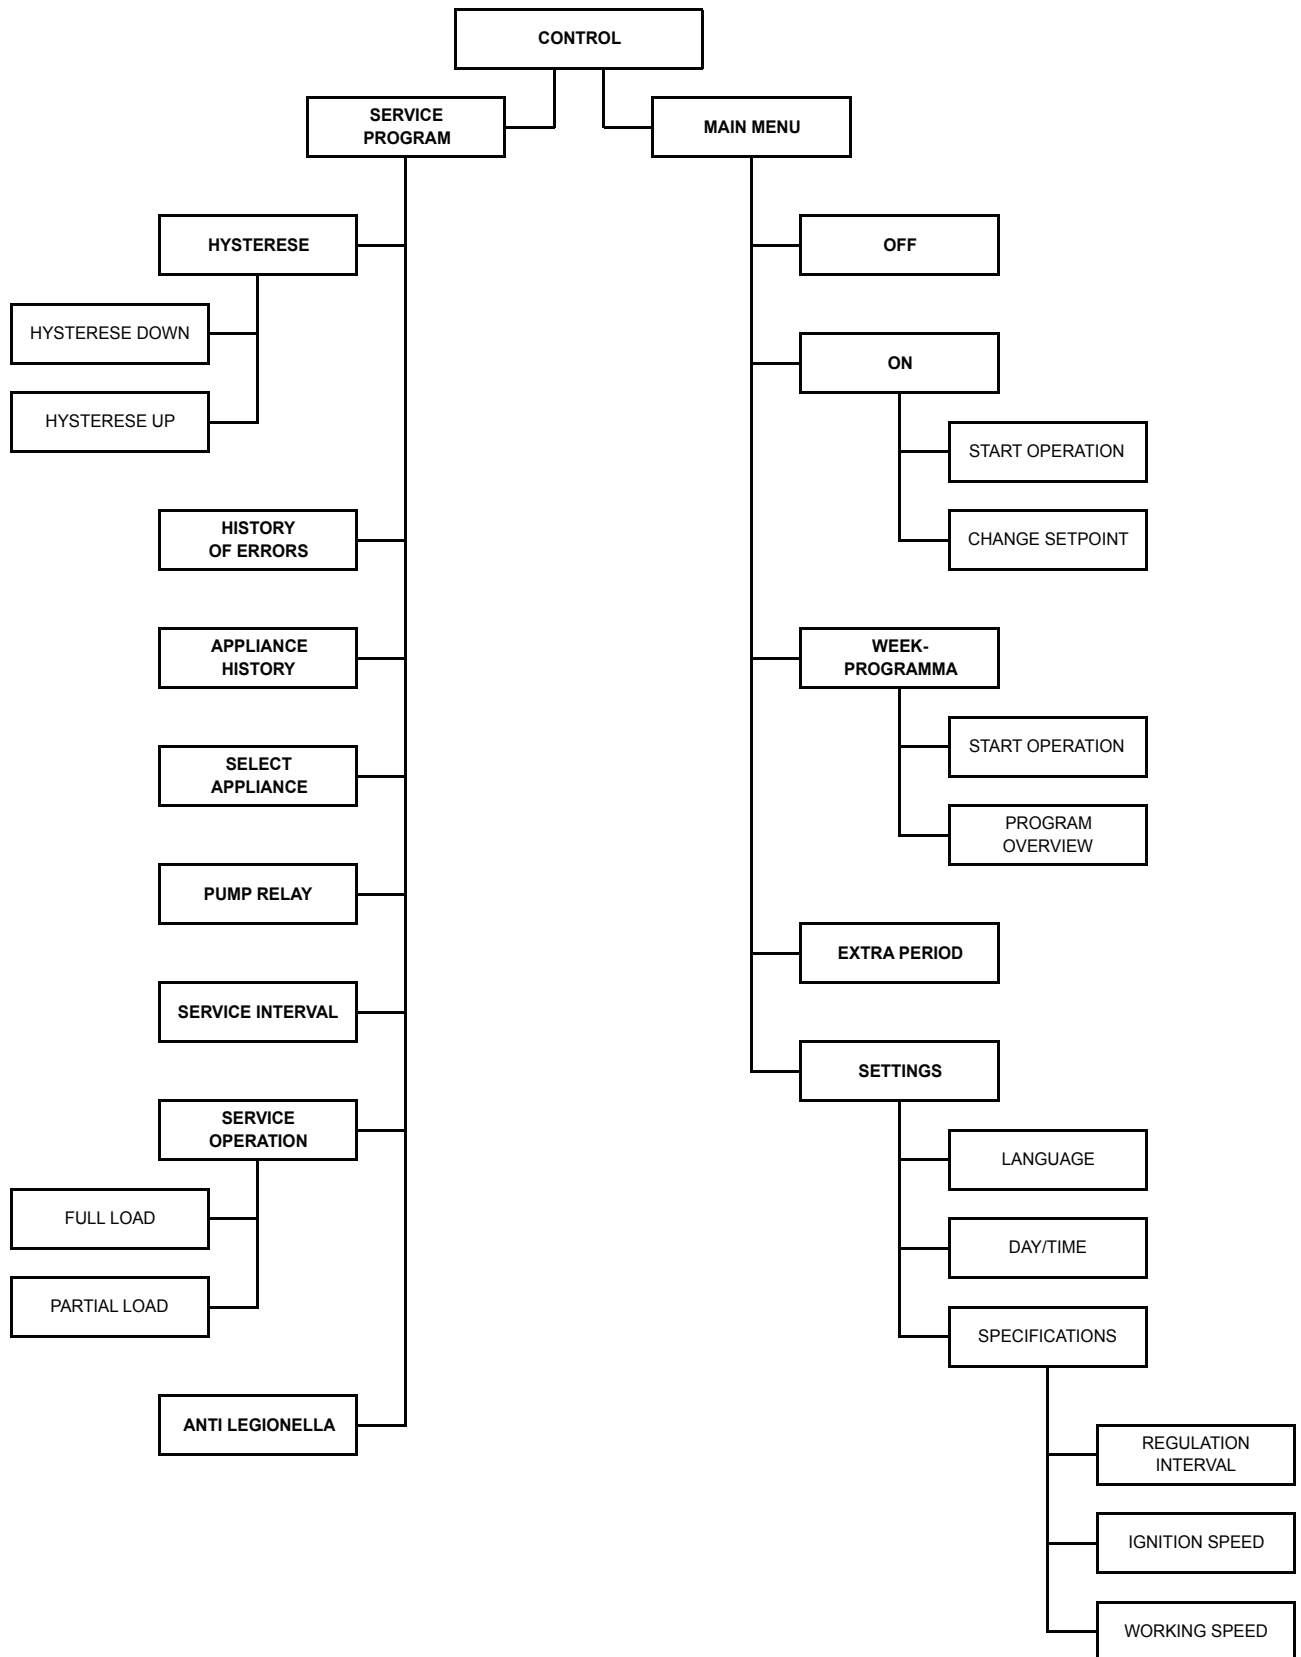 CONTROL
SERVICE
PROGRAM
MAIN MENU
HYSTERESE
HYSTERESE DOWN
HYSTERESE UP
HISTORY
OF ERRORS
APPLIANCE
HISTORY
SELECT
APPLIANCE
PUMP RELAY
SERVICE INTERVAL
SERVICE
OPERATION
FULL LOAD
PARTIAL LOAD
ANTI LEGIONELLA
OFF
ON
START OPERATION
CHANGE SETPOINT
WEEK-
PROGRAMMA
START OPERATION
PROGRAM
OVERVIEW
EXTRA PERIOD
SETTINGS
LANGUAGE
DAY/TIME
SPECIFICATIONS
REGULATION
INTERVAL
IGNITION SPEED
WORKING SPEED